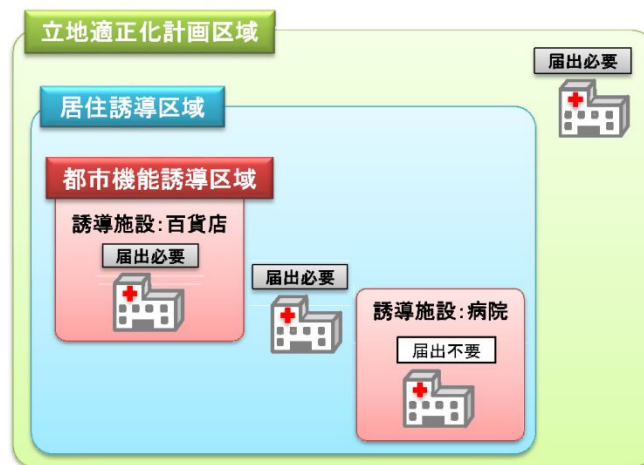 立地適正化計画区域
届出必要
居住誘導区域
都市機能誘導区域
誘導施設：百貨店
届出必要
届出必要
誘導施設：病院
届出不要